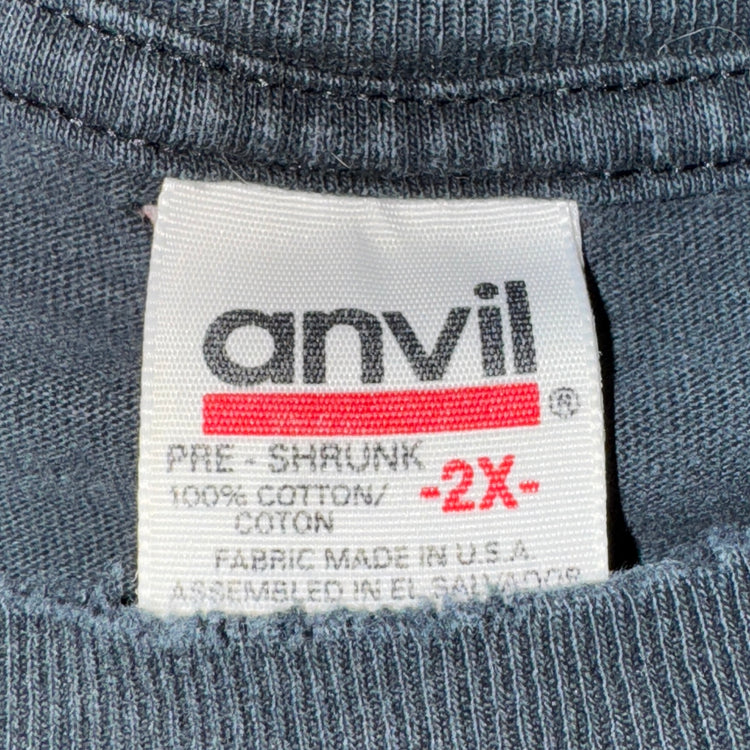 anvil®
PRE - SHRUNK
-2X-
100% COTTON/
COTON
FABRIC MADE IN U.S.A.
ASSEMBLED IN EL SALVADOR